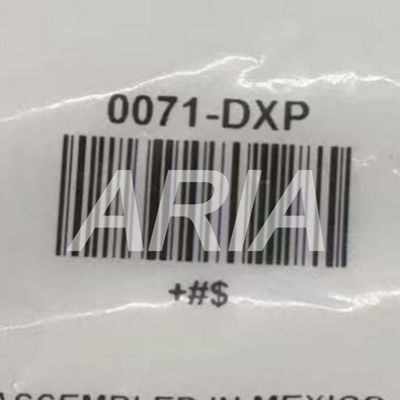 0071-DXP
ARIA
+#$
ASSEMBLED IN MEXICO